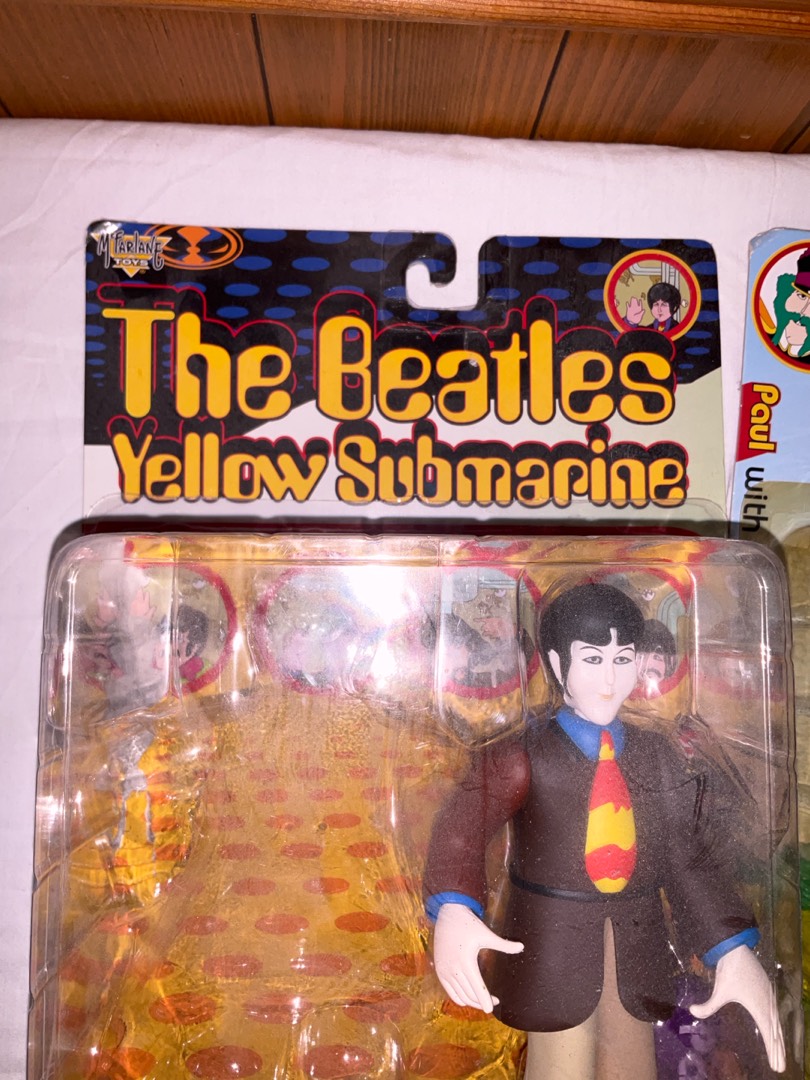 McFARLANE
TOYS
The Beatles
Yellow Submarine
Paul with